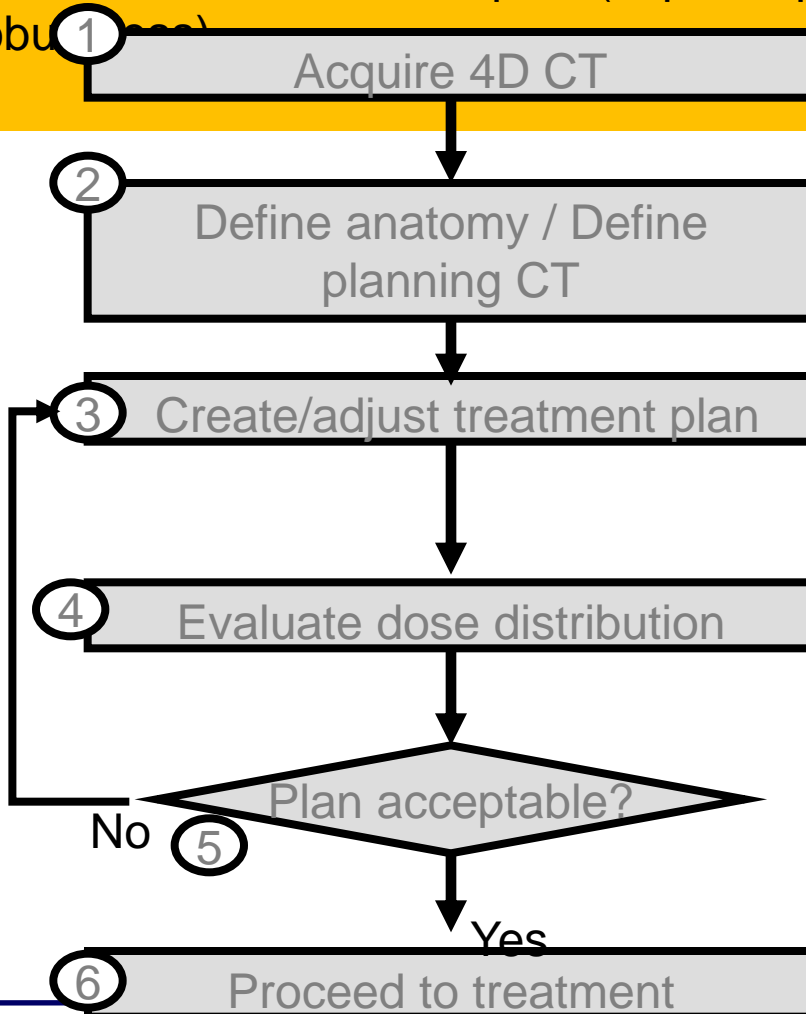 1
Acquire 4D CT
2
Define anatomy / Define
planning CT
3
Create/adjust treatment plan
4
Evaluate dose distribution
Plan acceptable?
No
5
Yes
6
Proceed to treatment